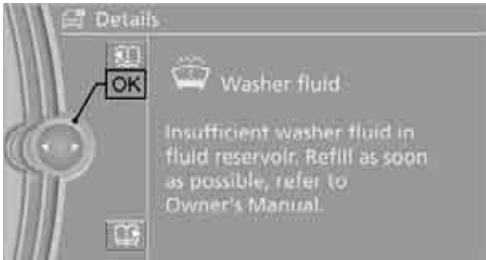 Details
OK
Washer fluid
Insufficient washer fluid in
fluid reservoir. Refill as soon
as possible, refer to
Owner's Manual.